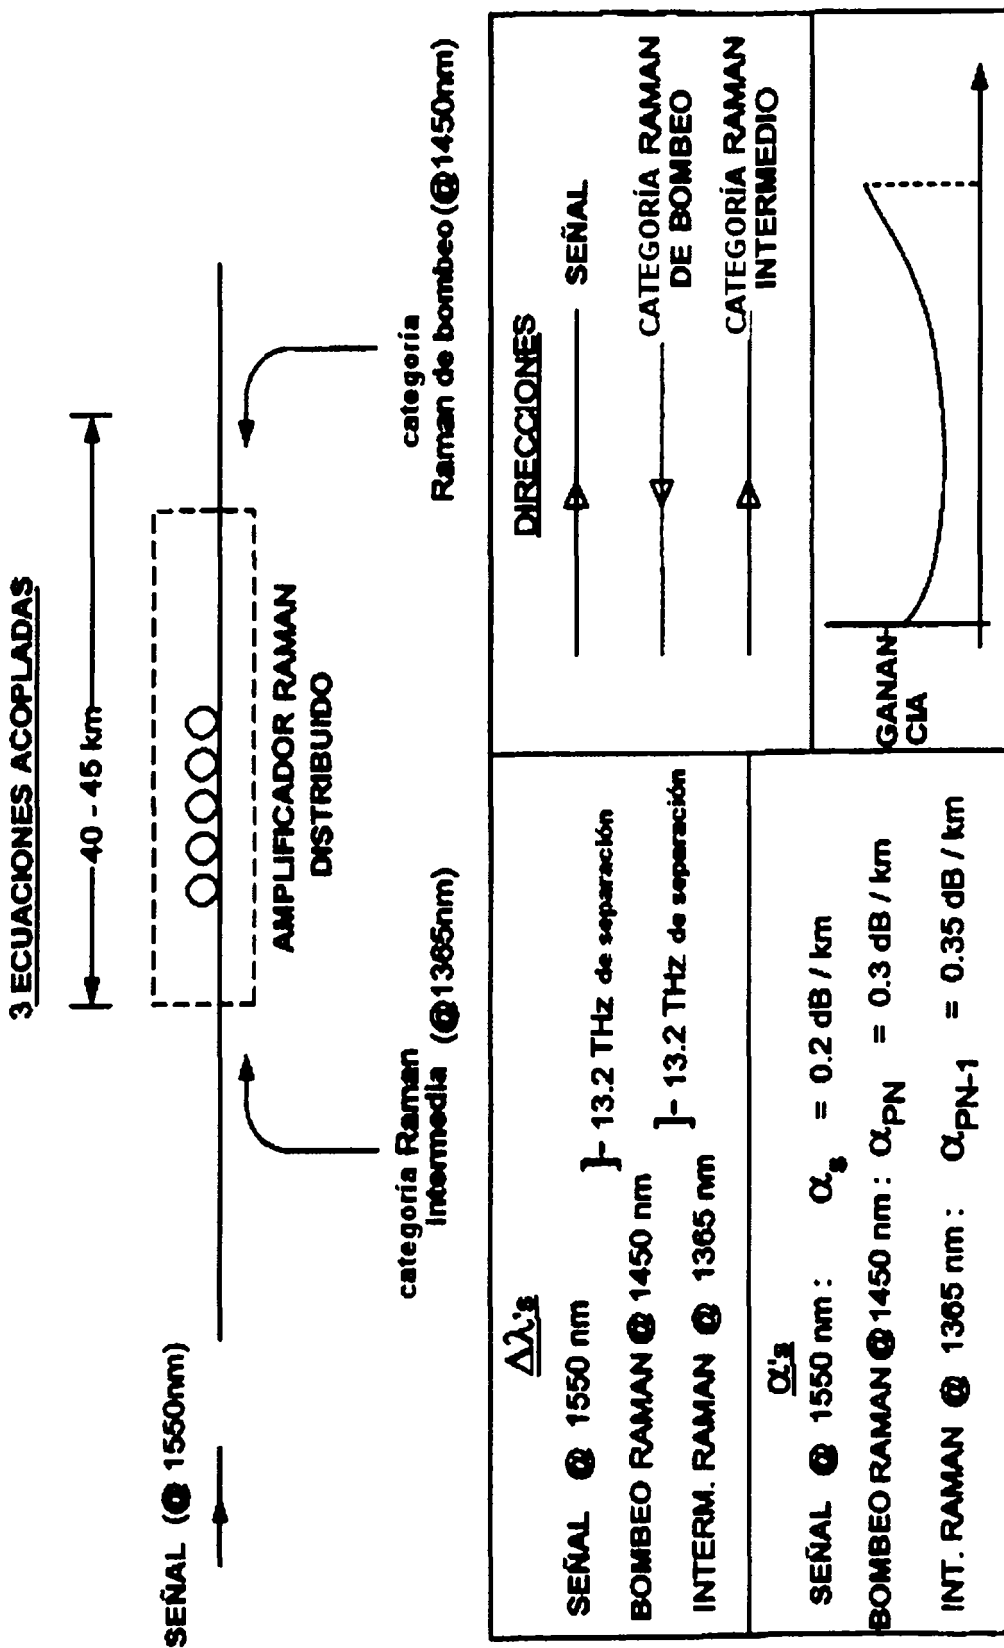 3 ECUACIONES ACOPLADAS
40 - 45 km
SEÑAL (@ 1550nm)
AMPLIFICADOR RAMAN
DISTRIBUIDO
categoría Raman
intermedia (@1365nm)
categoría
Raman de bombeo (@1450nm)
Δλ's
SEÑAL @ 1550 nm
]- 13.2 THz de separación
BOMBEO RAMAN @ 1450 nm
]- 13.2 THz de separación
INTERM. RAMAN @ 1365 nm
α's
SEÑAL @ 1550 nm : αs = 0.2 dB / km
BOMBEO RAMAN @ 1450 nm : αPN = 0.3 dB / km
INT. RAMAN @ 1365 nm : αPN-1 = 0.35 dB / km
DIRECCIONES
SEÑAL
CATEGORÍA RAMAN
DE BOMBEO
CATEGORÍA RAMAN
INTERMEDIO
GANAN-
CIA